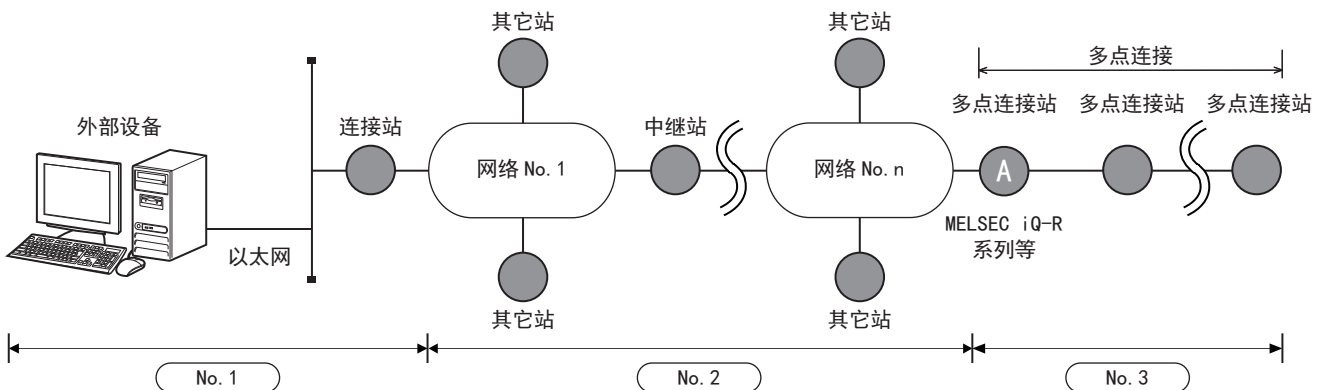 其它站
其它站
多点连接
多点连接站
多点连接站
多点连接站
外部设备
连接站
中继站
网络 No. 1
网络 No. n
A
MELSEC iQ-R
系列等
以太网
其它站
其它站
No. 1
No. 2
No. 3